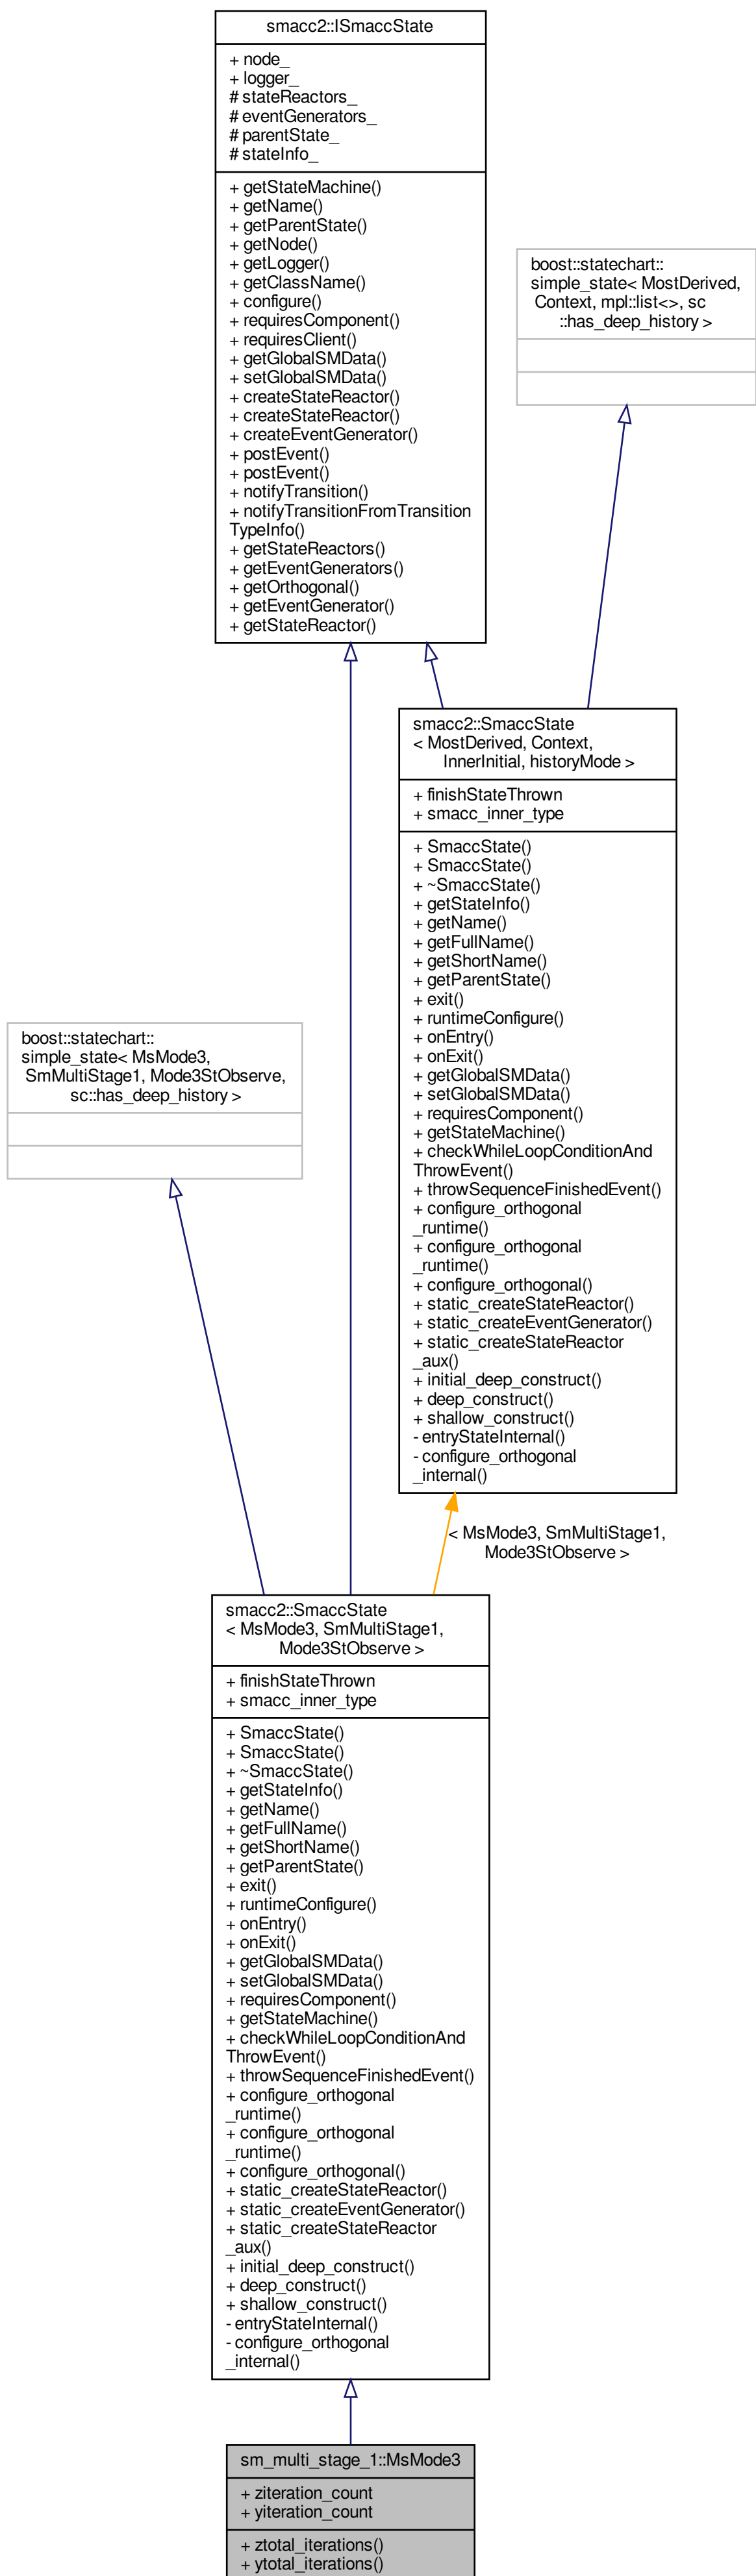 smacc2::ISmaccState
+ node_
+ logger_
# stateReactors_
# eventGenerators_
# parentState_
# stateInfo_
+ getStateMachine()
+ getName()
+ getParentState()
+ getNode()
+ getLogger()
+ getClassName()
+ configure()
+ requiresComponent()
+ requiresClient()
+ getGlobalSMData()
+ setGlobalSMData()
+ createStateReactor()
+ createStateReactor()
+ createEventGenerator()
+ postEvent()
+ postEvent()
+ notifyTransition()
+ notifyTransitionFromTransition
TypeInfo()
+ getStateReactors()
+ getEventGenerators()
+ getOrthogonal()
+ getEventGenerator()
+ getStateReactor()
boost::statechart::
simple_state< MostDerived,
Context, mpl::list<>, sc
::has_deep_history >
smacc2::SmaccState
< MostDerived, Context,
InnerInitial, historyMode >
+ finishStateThrown
+ smacc_inner_type
+ SmaccState()
+ SmaccState()
+ ~SmaccState()
+ getStateInfo()
+ getName()
+ getFullName()
+ getShortName()
+ getParentState()
+ exit()
+ runtimeConfigure()
+ onEntry()
+ onExit()
+ getGlobalSMData()
+ setGlobalSMData()
+ requiresComponent()
+ getStateMachine()
+ checkWhileLoopConditionAnd
ThrowEvent()
+ throwSequenceFinishedEvent()
+ configure_orthogonal
_runtime()
+ configure_orthogonal
_runtime()
+ configure_orthogonal()
+ static_createStateReactor()
+ static_createEventGenerator()
+ static_createStateReactor
_aux()
+ initial_deep_construct()
+ deep_construct()
+ shallow_construct()
- entryStateInternal()
- configure_orthogonal
_internal()
boost::statechart::
simple_state< MsMode3,
SmMultiStage1, Mode3StObserve,
sc::has_deep_history >
< MsMode3, SmMultiStage1,
Mode3StObserve >
smacc2::SmaccState
< MsMode3, SmMultiStage1,
Mode3StObserve >
+ finishStateThrown
+ smacc_inner_type
+ SmaccState()
+ SmaccState()
+ ~SmaccState()
+ getStateInfo()
+ getName()
+ getFullName()
+ getShortName()
+ getParentState()
+ exit()
+ runtimeConfigure()
+ onEntry()
+ onExit()
+ getGlobalSMData()
+ setGlobalSMData()
+ requiresComponent()
+ getStateMachine()
+ checkWhileLoopConditionAnd
ThrowEvent()
+ throwSequenceFinishedEvent()
+ configure_orthogonal
_runtime()
+ configure_orthogonal
_runtime()
+ configure_orthogonal()
+ static_createStateReactor()
+ static_createEventGenerator()
+ static_createStateReactor
_aux()
+ initial_deep_construct()
+ deep_construct()
+ shallow_construct()
- entryStateInternal()
- configure_orthogonal
_internal()
sm_multi_stage_1::MsMode3
+ ziteration_count
+ yiteration_count
+ ztotal_iterations()
+ ytotal_iterations()